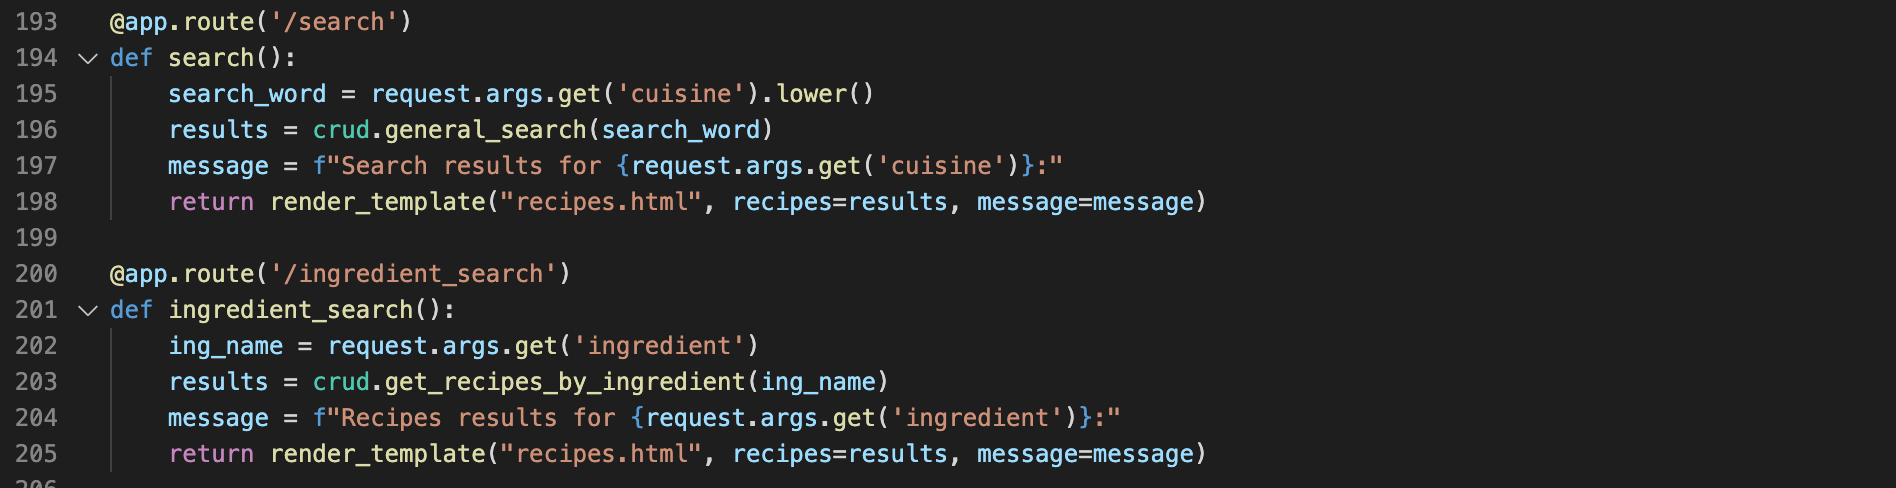 193 @app.route('/search')
194 def search():
195 search_word = request.args.get('cuisine').lower()
196 results = crud.general_search(search_word)
197 message = f"Search results for {request.args.get('cuisine')}:"
198 return render_template("recipes.html", recipes=results, message=message)
199
200 @app.route('/ingredient_search')
201 def ingredient_search():
202 ing_name = request.args.get('ingredient')
203 results = crud.get_recipes_by_ingredient(ing_name)
204 message = f"Recipes results for {request.args.get('ingredient')}:"
205 return render_template("recipes.html", recipes=results, message=message)
206